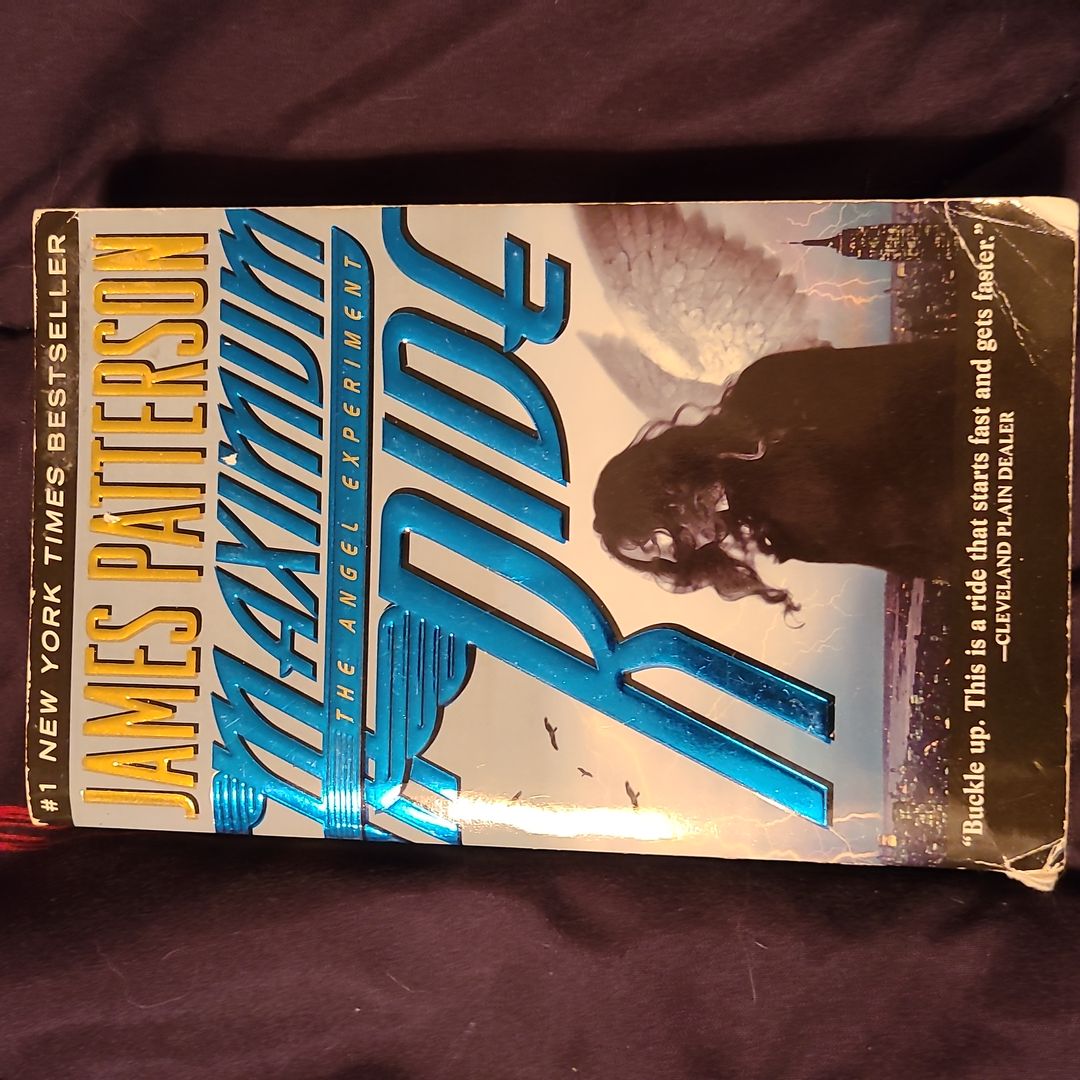 #1 NEW YORK TIMES BESTSELLER
JAMES PATTERSON
MAXIMUM
THE ANGEL EXPERIMENT
RIDE
“Buckle up. This is a ride that starts fast and gets faster.”
—CLEVELAND PLAIN DEALER